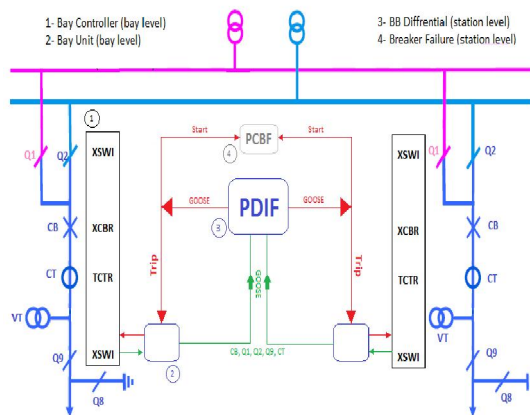 1- Bay Controller (bay level)
2- Bay Unit (bay level)
3- BB Diffrential (station level)
4- Breaker Failure (station level)
1
Q1
Q2
XSWI
CB
XCBR
CT
TCTR
VT
Q9
XSWI
Q8
Start
PCBF
Start
4
GOOSE
PDIF
GOOSE
3
Trip
GOOSE
Trip
CB, Q1, Q2, Q9, CT
2
XSWI
Q1
Q2
XCBR
CB
TCTR
CT
VT
XSWI
Q9
Q8